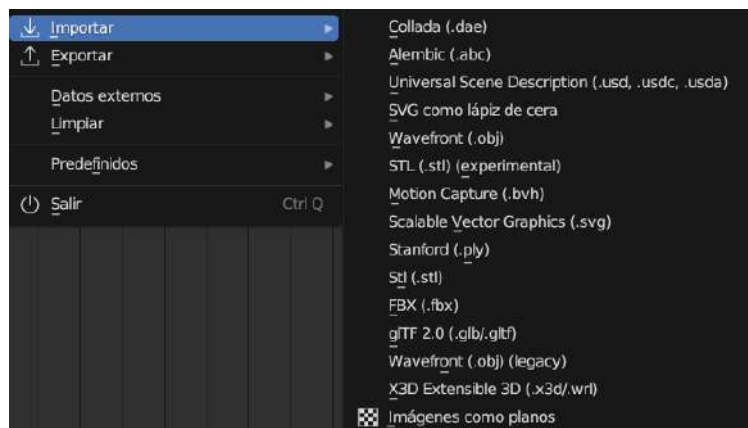 Importar
Exportar
Datos externos
Limpiar
Predefinidos
Salir Ctrl Q
Collada (.dae)
Alembic (.abc)
Universal Scene Description (.usd, .usdc, .usda)
SVG como lápiz de cera
Wavefront (.obj)
STL (.stl) (experimental)
Motion Capture (.bvh)
Scalable Vector Graphics (.svg)
Stanford (.ply)
Stl (.stl)
FBX (.fbx)
glTF 2.0 (.glb/.gltf)
Wavefront (.obj) (legacy)
X3D Extensible 3D (.x3d/.wrl)
Imágenes como planos